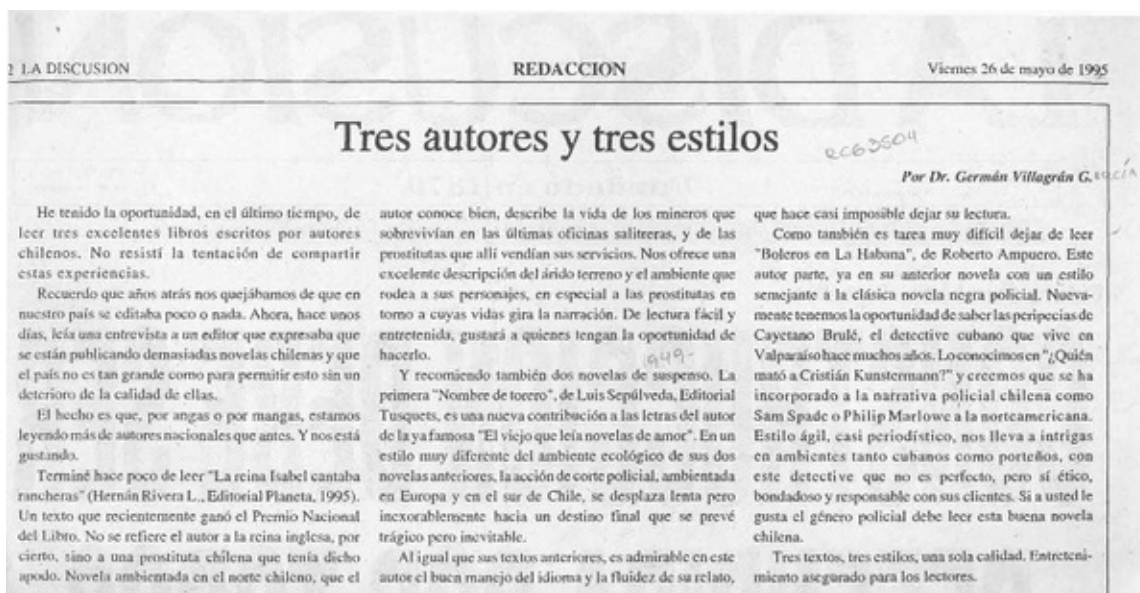 2 LA DISCUSION
REDACCION
Viernes 26 de mayo de 1995
Tres autores y tres estilos
RC63504
Por Dr. Germán Villagrán G.
He tenido la oportunidad, en el último tiempo, de
leer tres excelentes libros escritos por autores
chilenos. No resistí la tentación de compartir
estas experiencias.
Recuerdo que años atrás nos quejábamos de que en
nuestro país se editaba poco o nada. Ahora, hace unos
días, leía una entrevista a un editor que expresaba que
se están publicando demasiadas novelas chilenas y que
el país no es tan grande como para permitir esto sin un
deterioro de la calidad de ellas.
El hecho es que, por angas o por mangas, estamos
leyendo más de autores nacionales que antes. Y nos está
gustando.
Terminé hace poco de leer "La reina Isabel cantaba
rancheras" (Hernán Rivera L., Editorial Planeta, 1995).
Un texto que recientemente ganó el Premio Nacional
del Libro. No se refiere el autor a la reina inglesa, por
cierto, sino a una prostituta chilena que tenía dicho
apodo. Novela ambientada en el norte chileno, que el
autor conoce bien, describe la vida de los mineros que
sobrevivían en las últimas oficinas salitreras, y de las
prostitutas que allí vendían sus servicios. Nos ofrece una
excelente descripción del árido terreno y el ambiente que
rodea a sus personajes, en especial a las prostitutas en
torno a cuyas vidas gira la narración. De lectura fácil y
entretenida, gustará a quienes tengan la oportunidad de
hacerlo.
1949-
Y recomiendo también dos novelas de suspenso. La
primera "Nombre de torero", de Luis Sepúlveda, Editorial
Tusquets, es una nueva contribución a las letras del autor
de la ya famosa "El viejo que leía novelas de amor". En un
estilo muy diferente del ambiente ecológico de sus dos
novelas anteriores, la acción de corte policial, ambientada
en Europa y en el sur de Chile, se desplaza lenta pero
inexorablemente hacia un destino final que se prevé
trágico pero inevitable.
Al igual que sus textos anteriores, es admirable en este
autor el buen manejo del idioma y la fluidez de su relato,
que hace casi imposible dejar su lectura.
Como también es tarea muy difícil dejar de leer
"Boleros en La Habana", de Roberto Ampuero. Este
autor parte, ya en su anterior novela con un estilo
semejante a la clásica novela negra policial. Nueva-
mente tenemos la oportunidad de saber las peripecias de
Cayetano Brulé, el detective cubano que vive en
Valparaíso hace muchos años. Lo conocimos en "¿Quién
mató a Cristián Kunstermann?" y creemos que se ha
incorporado a la narrativa policial chilena como
Sam Spade o Philip Marlowe a la norteamericana.
Estilo ágil, casi periodístico, nos lleva a intrigas
en ambientes tanto cubanos como porteños, con
este detective que no es perfecto, pero sí ético,
bondadoso y responsable con sus clientes. Si a usted le
gusta el género policial debe leer esta buena novela
chilena.
Tres textos, tres estilos, una sola calidad. Entreteni-
miento asegurado para los lectores.